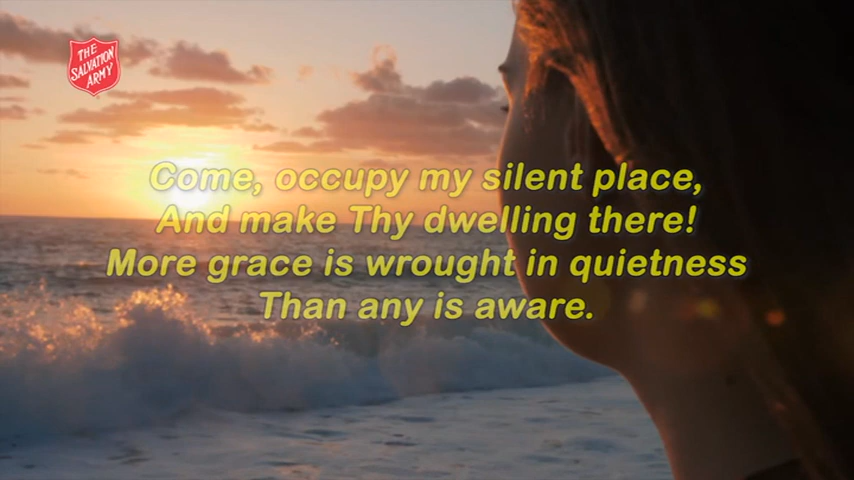 THE
SALVATION
ARMY
Come, occupy my silent place,
And make Thy dwelling there!
More grace is wrought in quietness
Than any is aware.